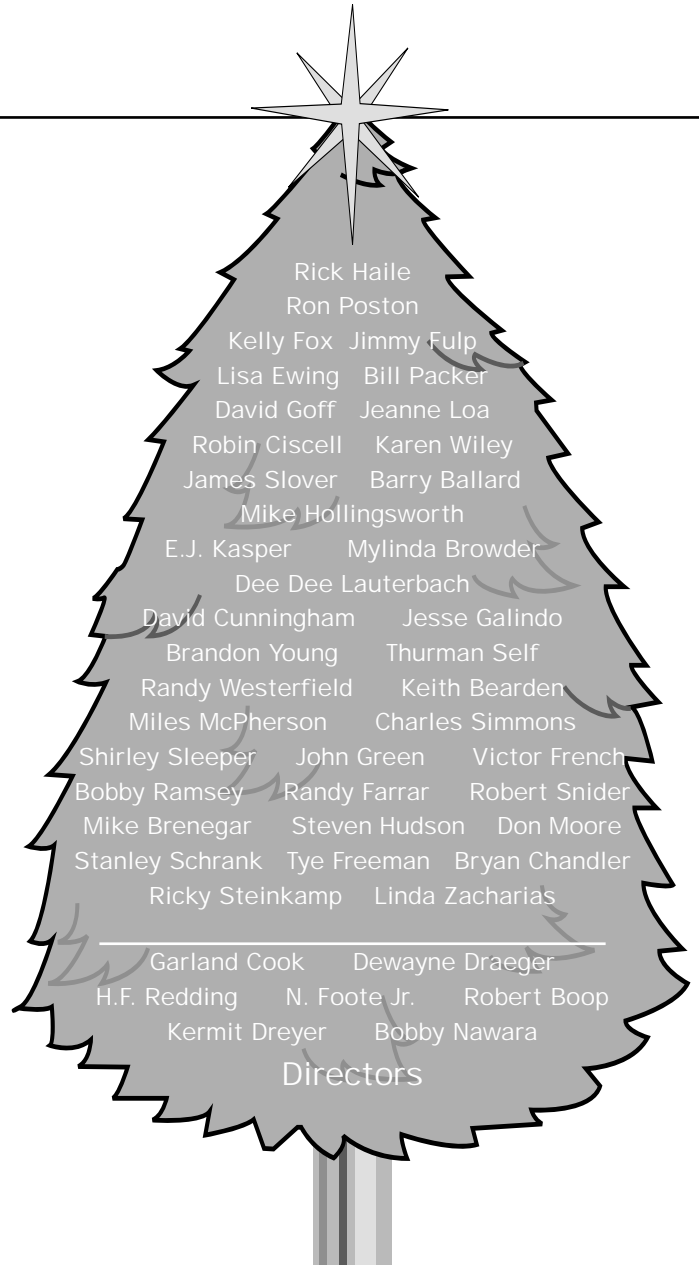 Rick Haile
Ron Poston
Kelly Fox Jimmy Fulp
Lisa Ewing Bill Packer
David Goff Jeanne Loa
Robin Ciscell Karen Wiley
James Slover Barry Ballard
Mike Hollingsworth
E.J. Kasper Mylinda Browder
Dee Dee Lauterbach
David Cunningham Jesse Galindo
Brandon Young Thurman Self
Randy Westerfield Keith Bearden
Miles McPherson Charles Simmons
Shirley Sleeper John Green Victor French
Bobby Ramsey Randy Farrar Robert Snider
Mike Brenegar Steven Hudson Don Moore
Stanley Schrank Tye Freeman Bryan Chandler
Ricky Steinkamp Linda Zacharias
Garland Cook Dewayne Draeger
H.F. Redding N. Foote Jr. Robert Boop
Kermit Dreyer Bobby Nawara
Directors